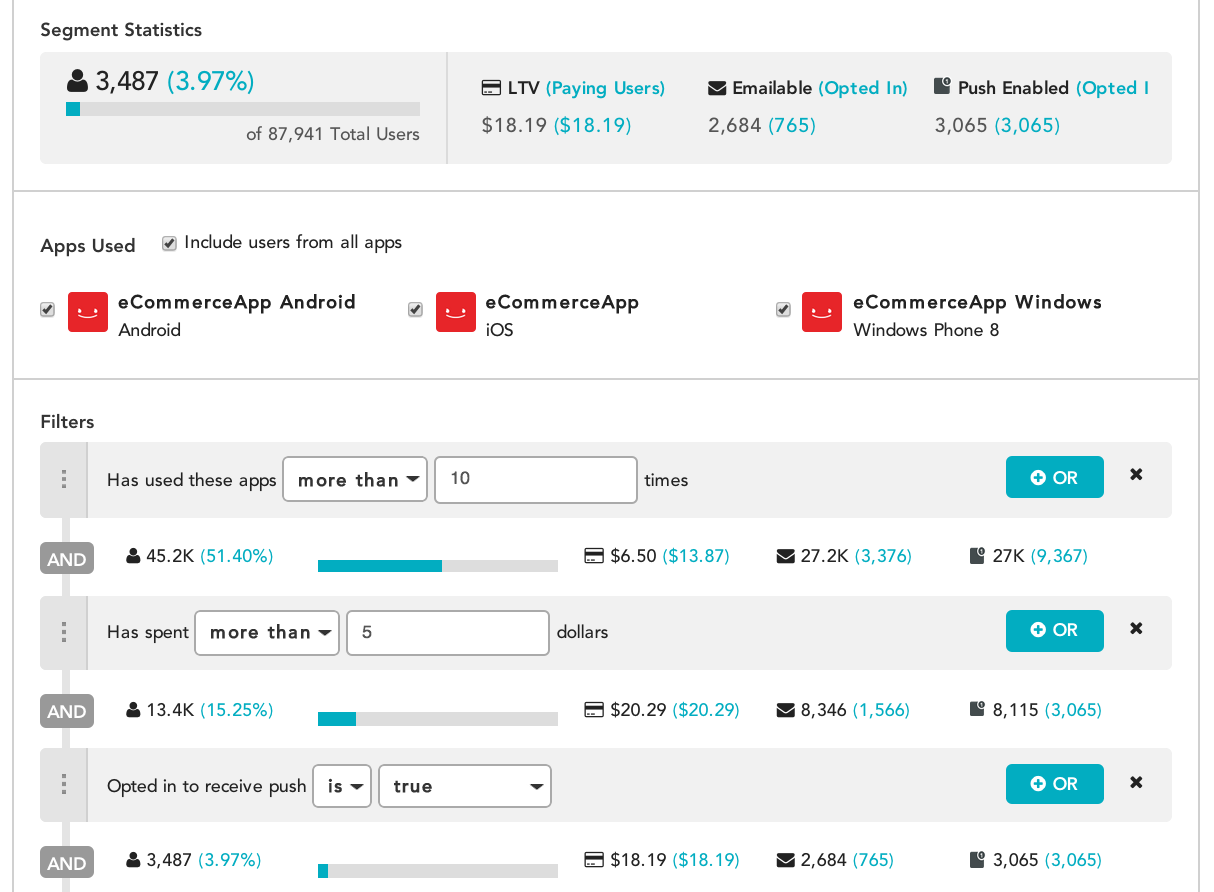 Segment Statistics
3,487 (3.97%)
of 87,941 Total Users
LTV (Paying Users)
$18.19 ($18.19)
Emailable (Opted In)
2,684 (765)
Push Enabled (Opted I
3,065 (3,065)
Apps Used
Include users from all apps
eCommerceApp Android
Android
eCommerceApp
iOS
eCommerceApp Windows
Windows Phone 8
Filters
Has used these apps more than 10 times OR
AND 45.2K (51.40%) $6.50 ($13.87) 27.2K (3,376) 27K (9,367)
Has spent more than 5 dollars OR
AND 13.4K (15.25%) $20.29 ($20.29) 8,346 (1,566) 8,115 (3,065)
Opted in to receive push is true OR
AND 3,487 (3.97%) $18.19 ($18.19) 2,684 (765) 3,065 (3,065)